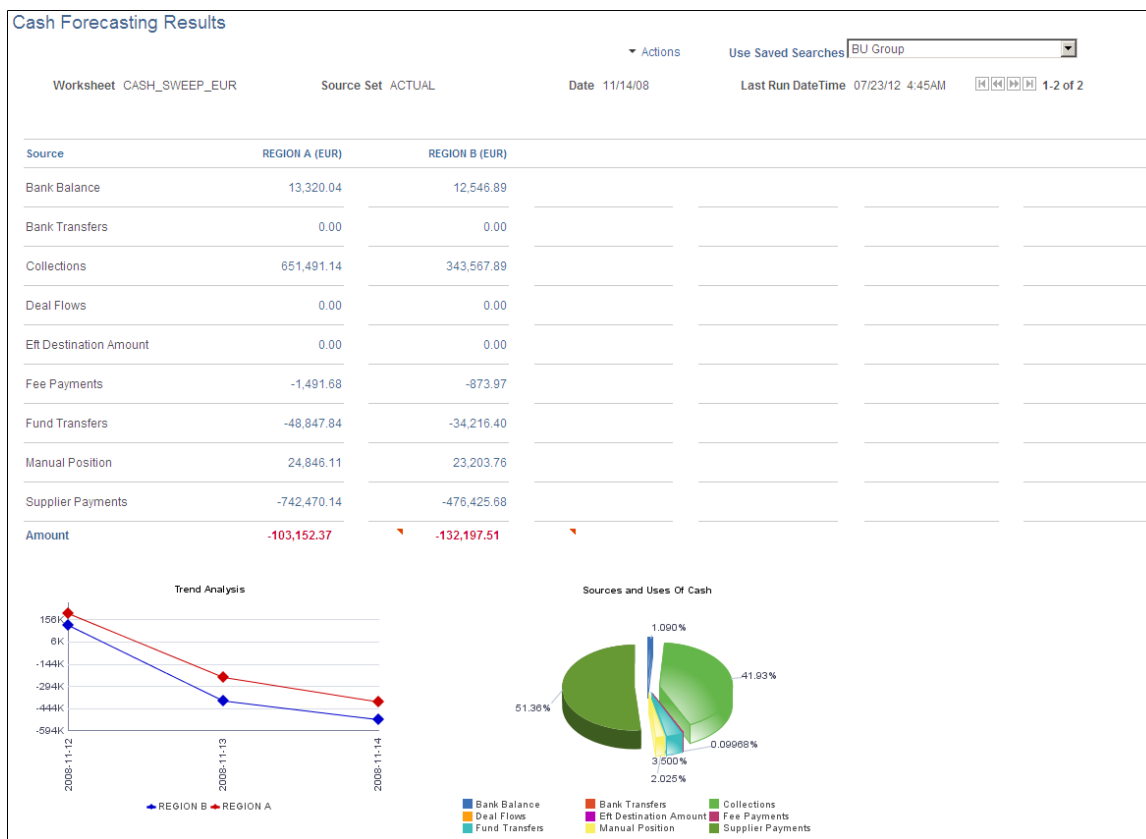 Cash Forecasting Results
Actions
Use Saved Searches BU Group
Worksheet CASH_SWEEP_EUR Source Set ACTUAL Date 11/14/08 Last Run DateTime 07/23/12 4:45AM 1-2 of 2
Source REGION A (EUR) REGION B (EUR)
Bank Balance 13,320.04 12,546.89
Bank Transfers 0.00 0.00
Collections 651,491.14 343,567.89
Deal Flows 0.00 0.00
Eft Destination Amount 0.00 0.00
Fee Payments -1,491.68 -873.97
Fund Transfers -48,847.84 -34,216.40
Manual Position 24,846.11 23,203.76
Supplier Payments -742,470.14 -476,425.68
Amount -103,152.37 -132,197.51
Trend Analysis
156K
6K
-144K
-294K
-444K
-594K
2008-11-12
2008-11-13
2008-11-14
REGION B REGION A
Sources and Uses Of Cash
1.090%
41.93%
51.36%
0.09968%
3.500%
2.025%
Bank Balance Bank Transfers Collections
Deal Flows Eft Destination Amount Fee Payments
Fund Transfers Manual Position Supplier Payments